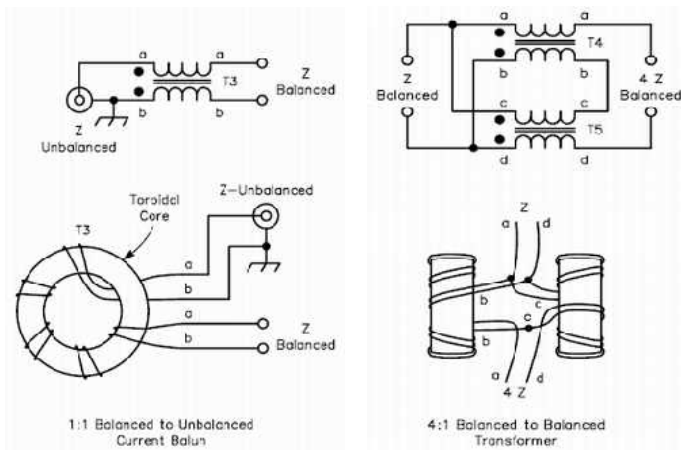 a
a
T3
b
b
Z
Balanced
Z
Unbalanced
Toroidal
Core
T3
Z-Unbalanced
a
b
a
b
Z
Balanced
1:1 Balanced to Unbalanced
Current Balun
a
a
T4
b
b
Z
Balanced
4 Z
Balanced
c
c
T5
d
d
Z
a
d
b
c
b
c
a
d
4 Z
4:1 Balanced to Balanced
Transformer